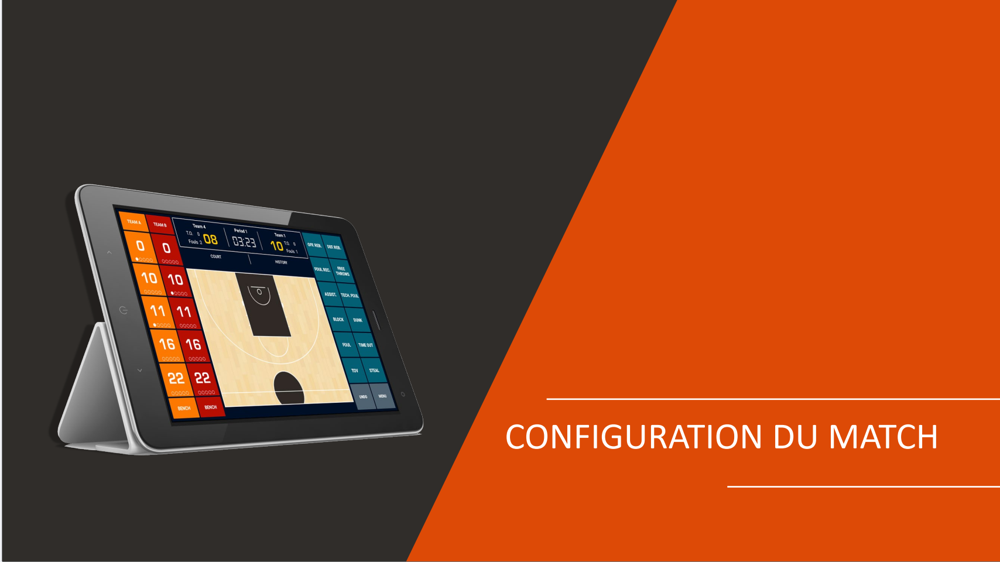 TEAM A
TEAM B
0
0
10
10
11
11
16
16
22
22
BENCH
BENCH
Team 4
T.O. 0
Fouls 2
08
Period 1
03:23
Team 1
10
T.O. 0
Fouls 1
COURT
HISTORY
OFF. REB.
DEF. REB.
FOUL REC.
FREE
THROWS
ASSIST.
TECH. FOUL
BLOCK
DUNK
FOUL
TIME OUT
TOV
STEAL
UNDO
MENU
CONFIGURATION DU MATCH